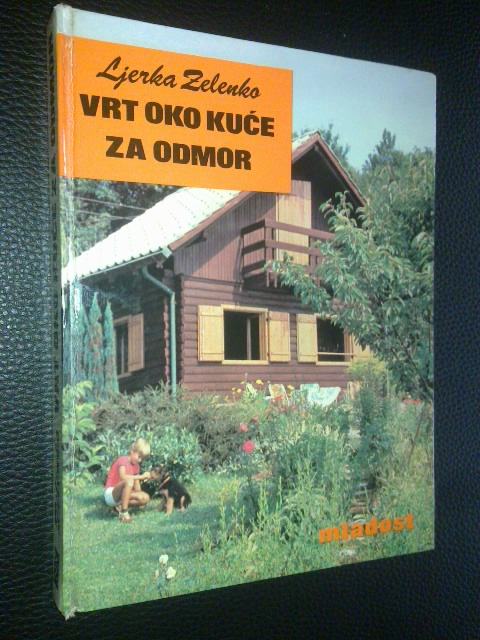 Ljerka Zelenko
VRT OKO KUĆE
ZA ODMOR
mladost